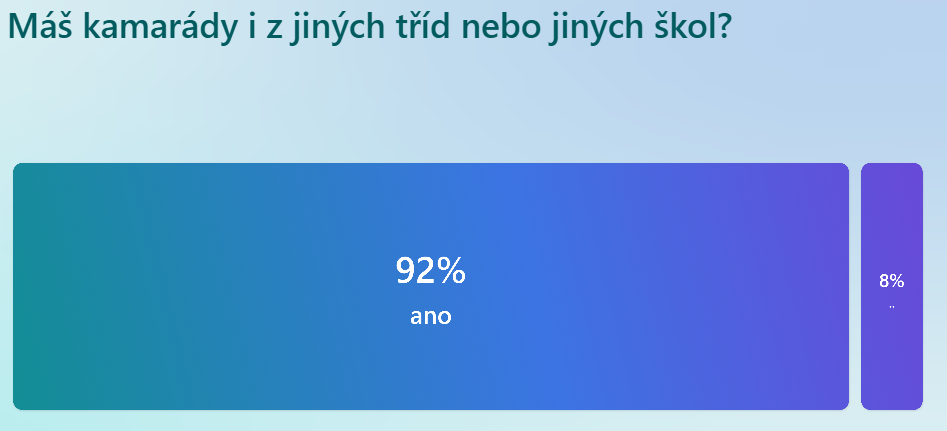 Máš kamarády i z jiných tříd nebo jiných škol?
92%
ano
8%
..